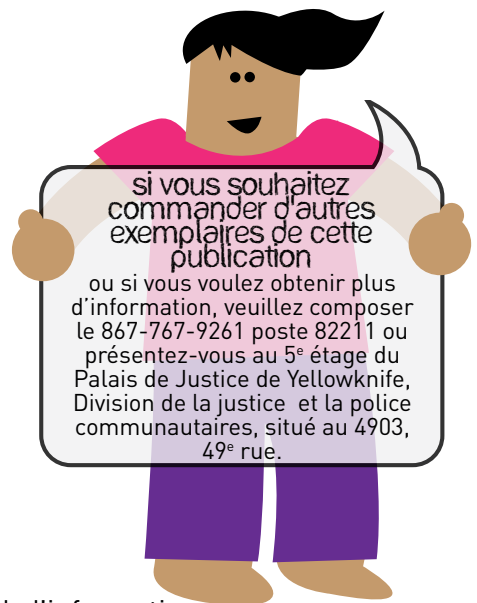 si vous souhaitez
commander d'autres
exemplaires de cette
publication
ou si vous voulez obtenir plus
d'information, veuillez composer
le 867-767-9261 poste 82211 ou
présentez-vous au 5e étage du
Palais de Justice de Yellowknife,
Division de la justice et la police
communautaires, situé au 4903,
49e rue.